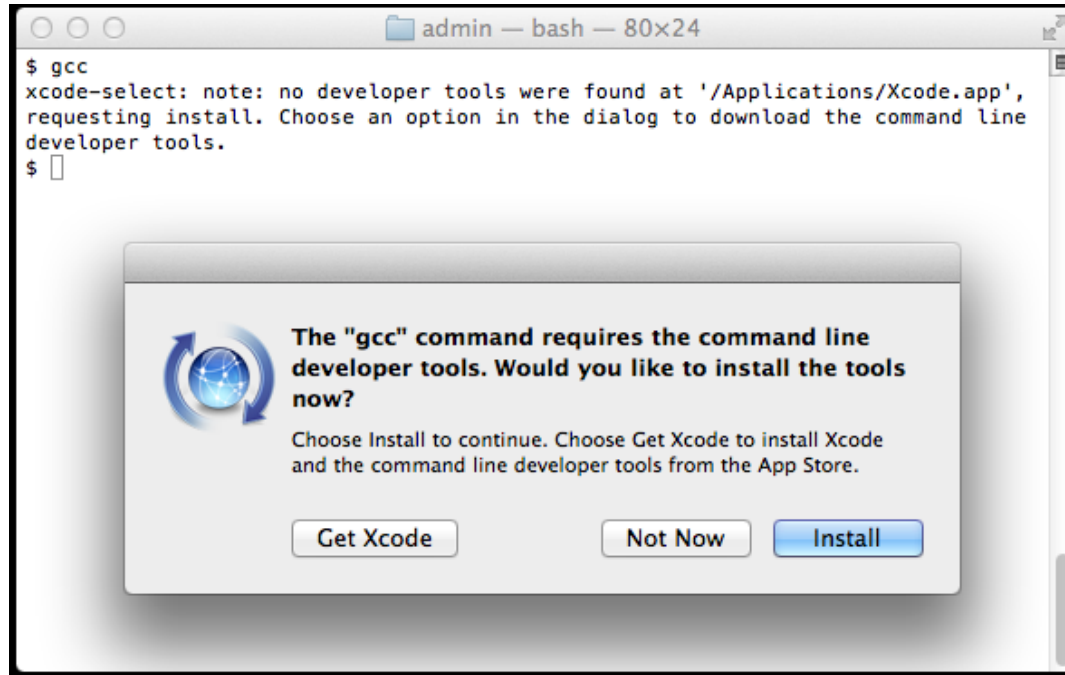 admin — bash — 80×24
$ gcc
xcode-select: note: no developer tools were found at '/Applications/Xcode.app',
requesting install. Choose an option in the dialog to download the command line
developer tools.
$
The "gcc" command requires the command line
developer tools. Would you like to install the tools
now?
Choose Install to continue. Choose Get Xcode to install Xcode
and the command line developer tools from the App Store.
Get Xcode Not Now Install